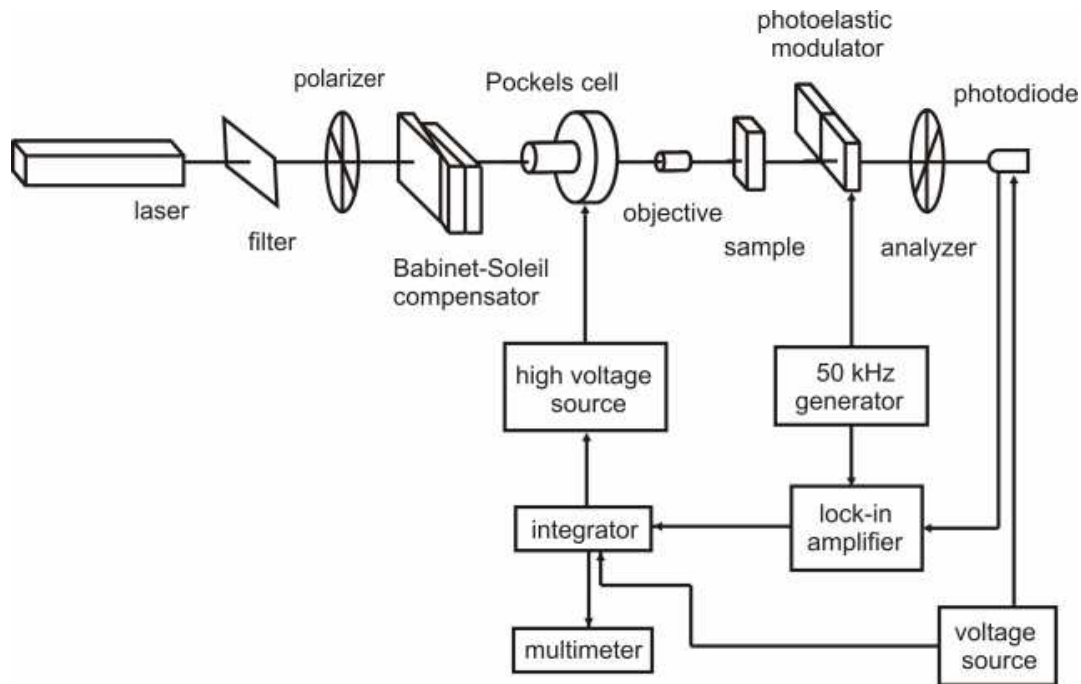 photoelastic
modulator
polarizer
Pockels cell
photodiode
laser
filter
Babinet-Soleil
compensator
objective
sample
analyzer
high voltage
source
50 kHz
generator
integrator
lock-in
amplifier
multimeter
voltage
source